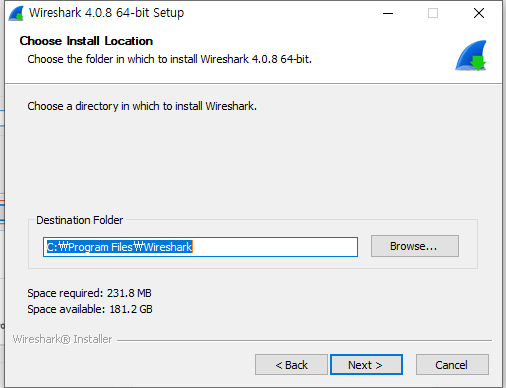 Wireshark 4.0.8 64-bit Setup
Choose Install Location
Choose the folder in which to install Wireshark 4.0.8 64-bit.
Choose a directory in which to install Wireshark.
Destination Folder
C:₩Program Files₩Wireshark
Browse...
Space required: 231.8 MB
Space available: 181.2 GB
Wireshark® Installer
< Back
Next >
Cancel